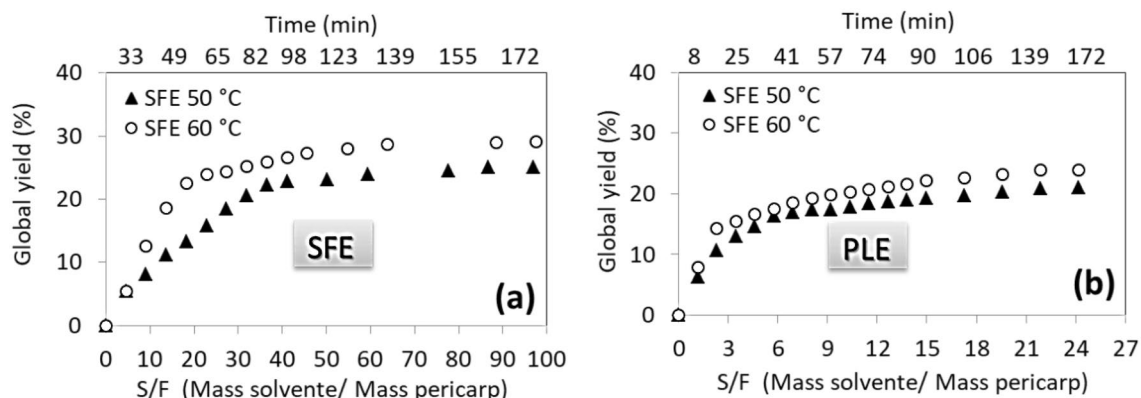 Time (min)
33 49 65 82 98 123 139 155 172
40
30
20
10
0
Global yield (%)
SFE 50 °C
SFE 60 °C
SFE
(a)
0 10 20 30 40 50 60 70 80 90 100
S/F (Mass solvente/ Mass pericarp)
Time (min)
8 25 41 57 74 90 106 139 172
40
30
20
10
0
Global yield (%)
SFE 50 °C
SFE 60 °C
PLE
(b)
0 3 6 9 12 15 18 21 24 27
S/F (Mass solvente/ Mass pericarp)